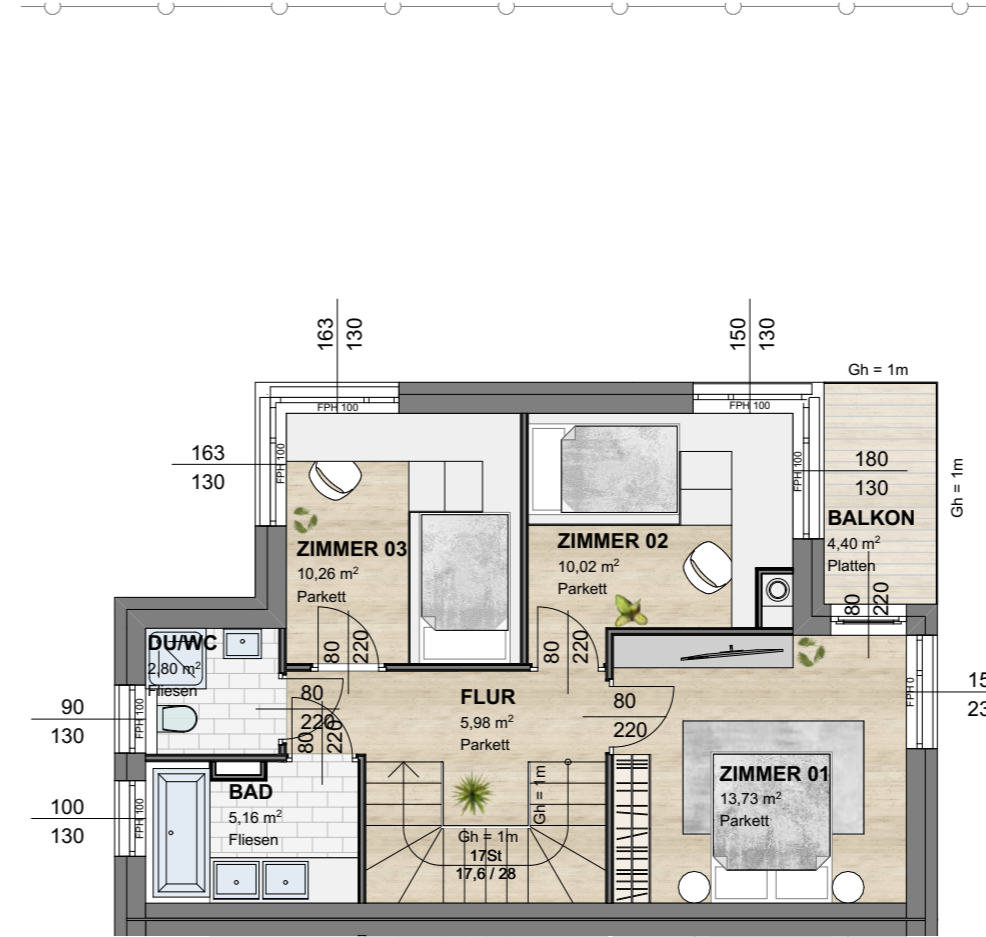 163
130
150
130
Gh = 1m
FPH 100
FPH 100
163
130
FPH 100
FPH 100
180
130
Gh = 1m
BALKON
4,40 m²
Platten
80
220
ZIMMER 03
10,26 m²
Parkett
ZIMMER 02
10,02 m²
Parkett
80
220
80
220
DU/WC
2,80 m²
Fliesen
80
220
FLUR
5,98 m²
Parkett
80
220
FPH 0
15
23
90
130
FPH 100
80
220
100
130
FPH 100
BAD
5,16 m²
Fliesen
Gh = 1m
Gh = 1m
17St
17,6 / 28
ZIMMER 01
13,73 m²
Parkett